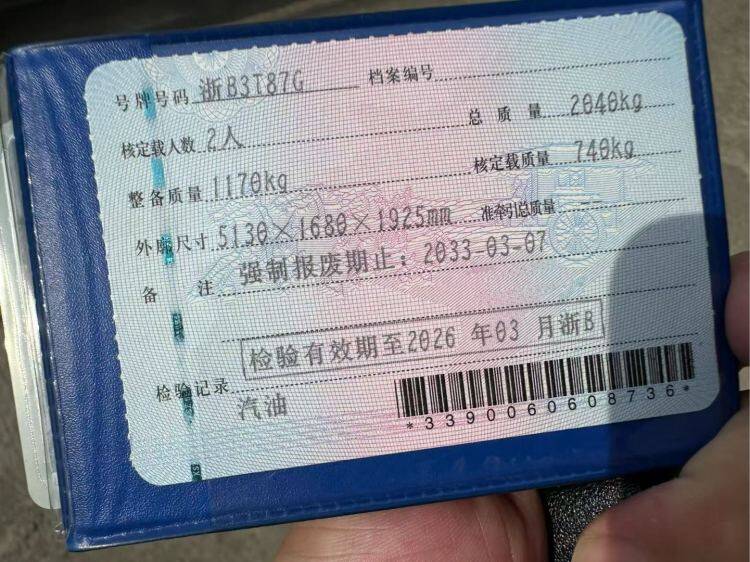 号牌号码 浙B3T87G 档案编号
核定载人数 2人 总质量 2040kg
整备质量 1170kg 核定载质量 740kg
外廓尺寸 5130×1680×1925mm 准牵引总质量 --
备注 强制报废期止：2033-03-07
检验有效期至2026 年03 月浙B
检验记录
汽油
*3390060608736*